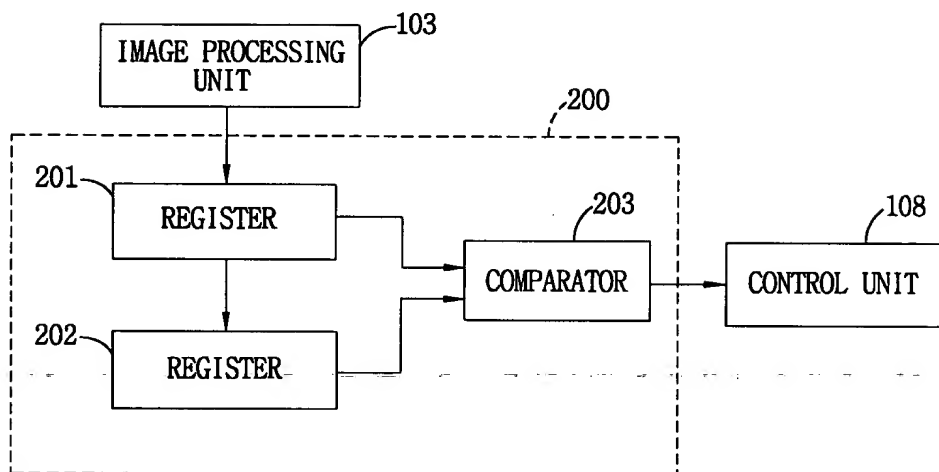 IMAGE PROCESSING
UNIT
103
200
201
REGISTER
203
COMPARATOR
108
CONTROL UNIT
202
REGISTER